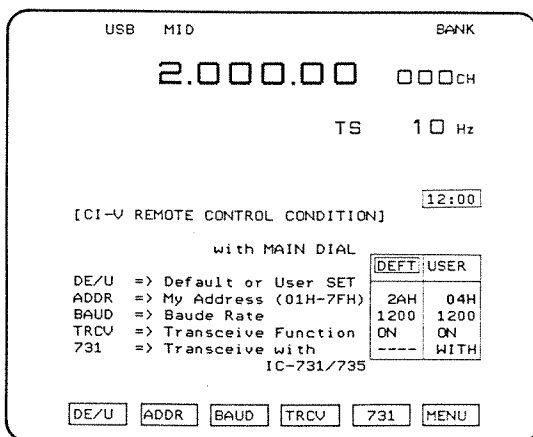 USB MID BANK
2.000.00 000CH
TS 10 Hz
12:00
[CI-V REMOTE CONTROL CONDITION]
with MAIN DIAL
DEFT USER
DE/U => Default or User SET
ADDR => My Address (01H-7FH) 2AH 04H
BAUD => Baude Rate 1200 1200
TRCV => Transceive Function ON ON
731 => Transceive with ---- WITH
IC-731/735
DE/U ADDR BAUD TRCV 731 MENU